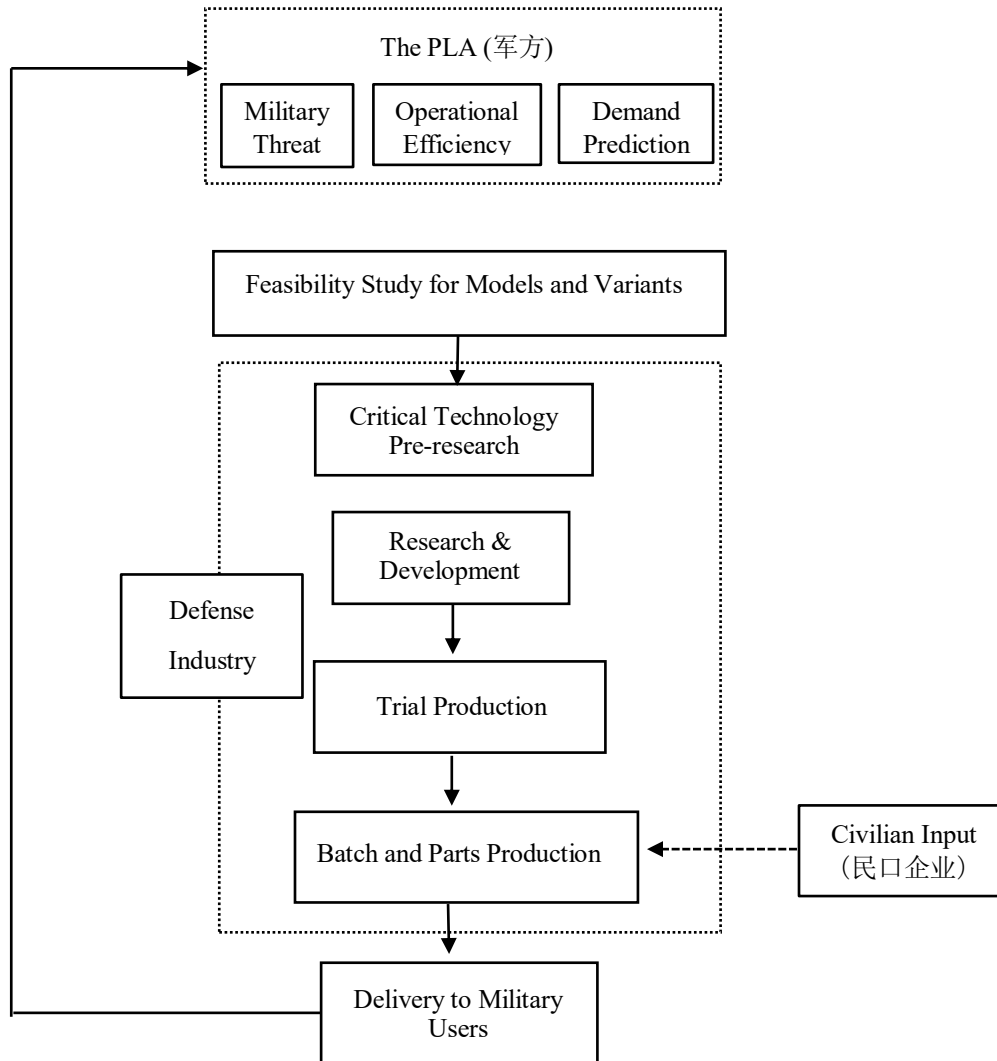 The PLA (军方)
Military
Threat
Operational
Efficiency
Demand
Prediction
Feasibility Study for Models and Variants
Critical Technology
Pre-research
Research &
Development
Defense
Industry
Trial Production
Batch and Parts Production
Civilian Input
（民口企业）
Delivery to Military
Users